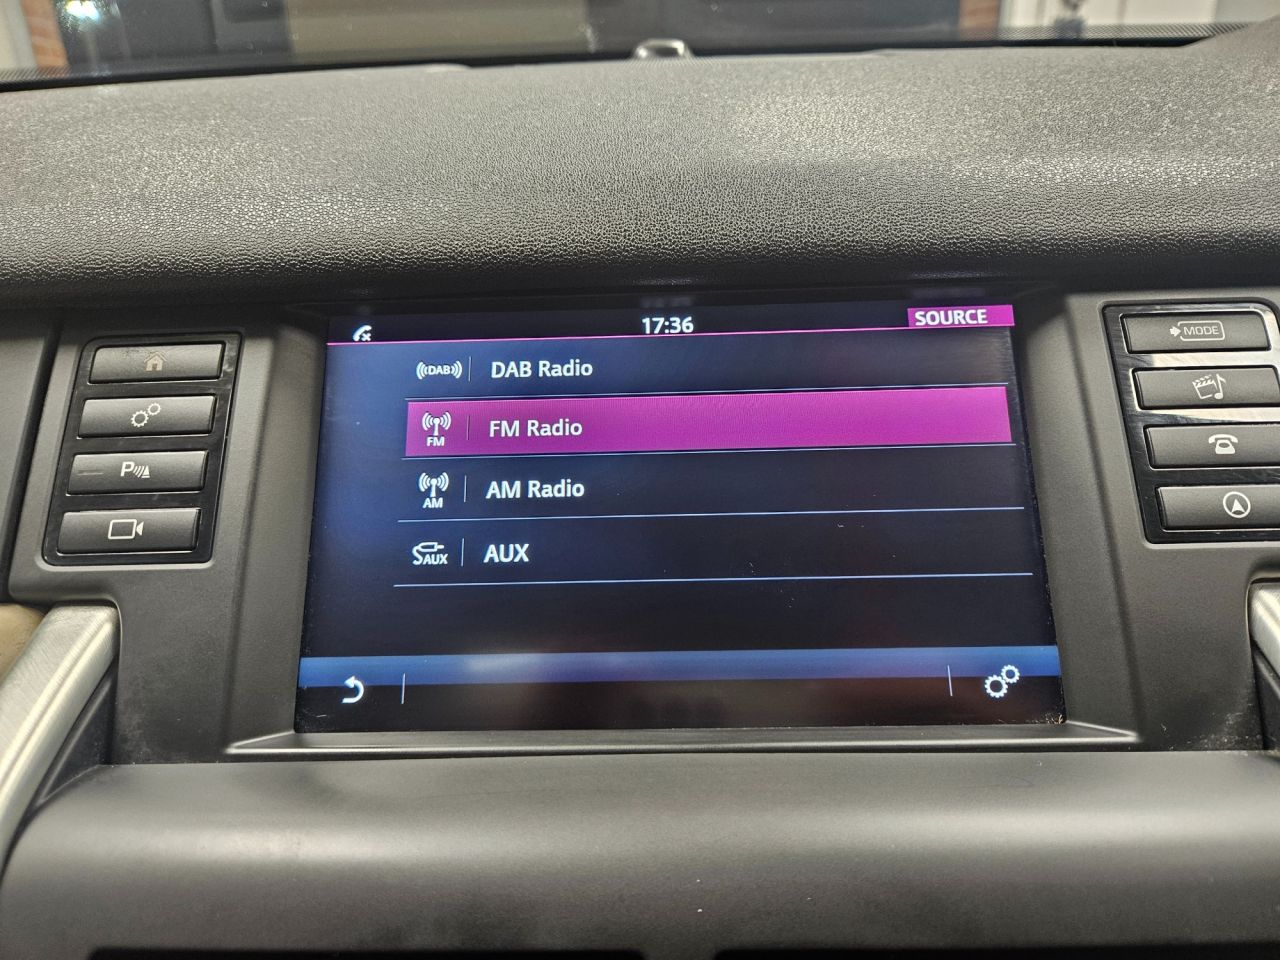 17:36
SOURCE
DAB DAB Radio
FM FM Radio
AM AM Radio
AUX AUX
P
MODE